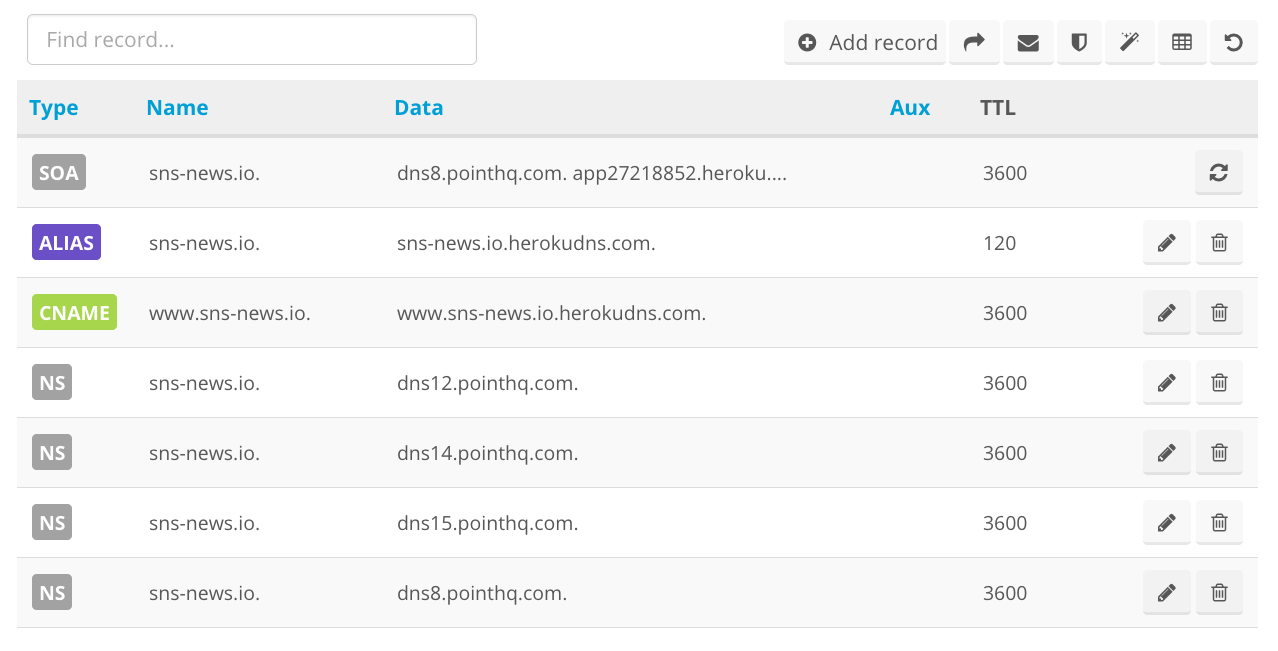 Find record...
Add record
Type Name Data Aux TTL
SOA sns-news.io. dns8.pointhq.com. app27218852.heroku.... 3600
ALIAS sns-news.io. sns-news.io.herokudns.com. 120
CNAME www.sns-news.io. www.sns-news.io.herokudns.com. 3600
NS sns-news.io. dns12.pointhq.com. 3600
NS sns-news.io. dns14.pointhq.com. 3600
NS sns-news.io. dns15.pointhq.com. 3600
NS sns-news.io. dns8.pointhq.com. 3600